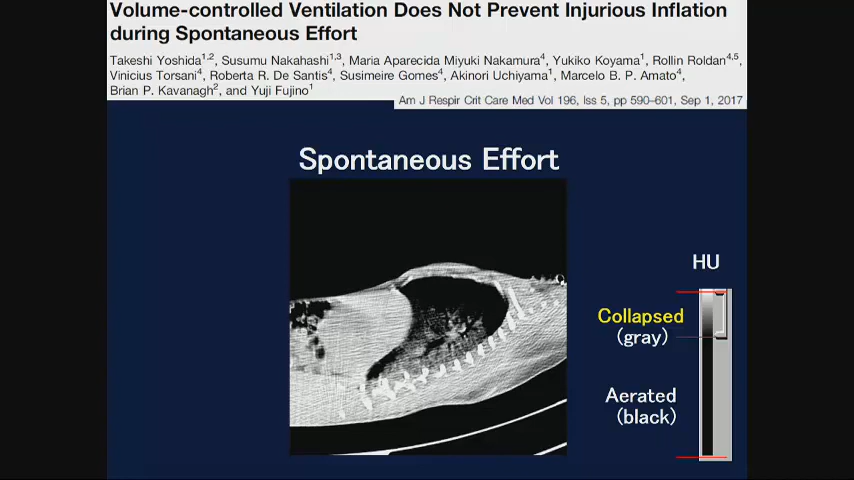 Volume-controlled Ventilation Does Not Prevent Injurious Inflation
during Spontaneous Effort
Takeshi Yoshida1,2, Susumu Nakahashi1,3, Maria Aparecida Miyuki Nakamura4, Yukiko Koyama1, Rollin Roldan4,5,
Vinicius Torsani4, Roberta R. De Santis4, Susimeire Gomes4, Akinori Uchiyama1, Marcelo B. P. Amato4,
Brian P. Kavanagh2, and Yuji Fujino1
Am J Respir Crit Care Med Vol 196, Iss 5, pp 590–601, Sep 1, 2017
Spontaneous Effort
HU
Collapsed
(gray)
Aerated
(black)